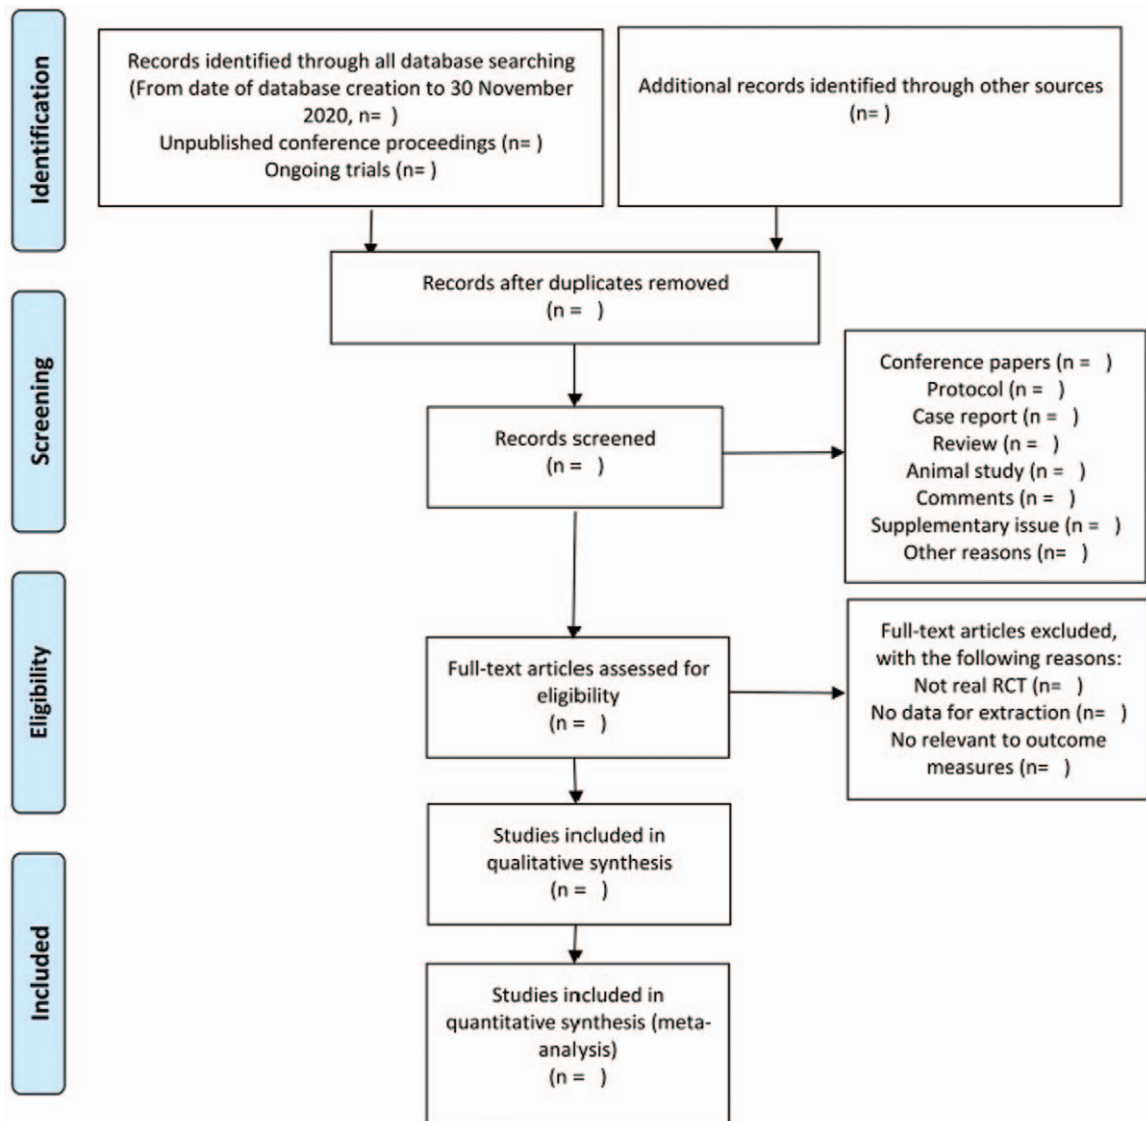 Identification
Records identified through all database searching
(From date of database creation to 30 November
2020, n=  )
Unpublished conference proceedings (n= )
Ongoing trials (n= )
Additional records identified through other sources
(n= )
Records after duplicates removed
(n =  )
Screening
Records screened
(n =  )
Conference papers (n =  )
Protocol (n =  )
Case report (n =  )
Review (n =  )
Animal study (n =  )
Comments (n =  )
Supplementary issue (n =  )
Other reasons (n=  )
Eligibility
Full-text articles assessed for
eligibility
(n =  )
Full-text articles excluded,
with the following reasons:
Not real RCT (n=  )
No data for extraction (n=  )
No relevant to outcome
measures (n=  )
Included
Studies included in
qualitative synthesis
(n =  )
Studies included in
quantitative synthesis (meta-
analysis)
(n =  )